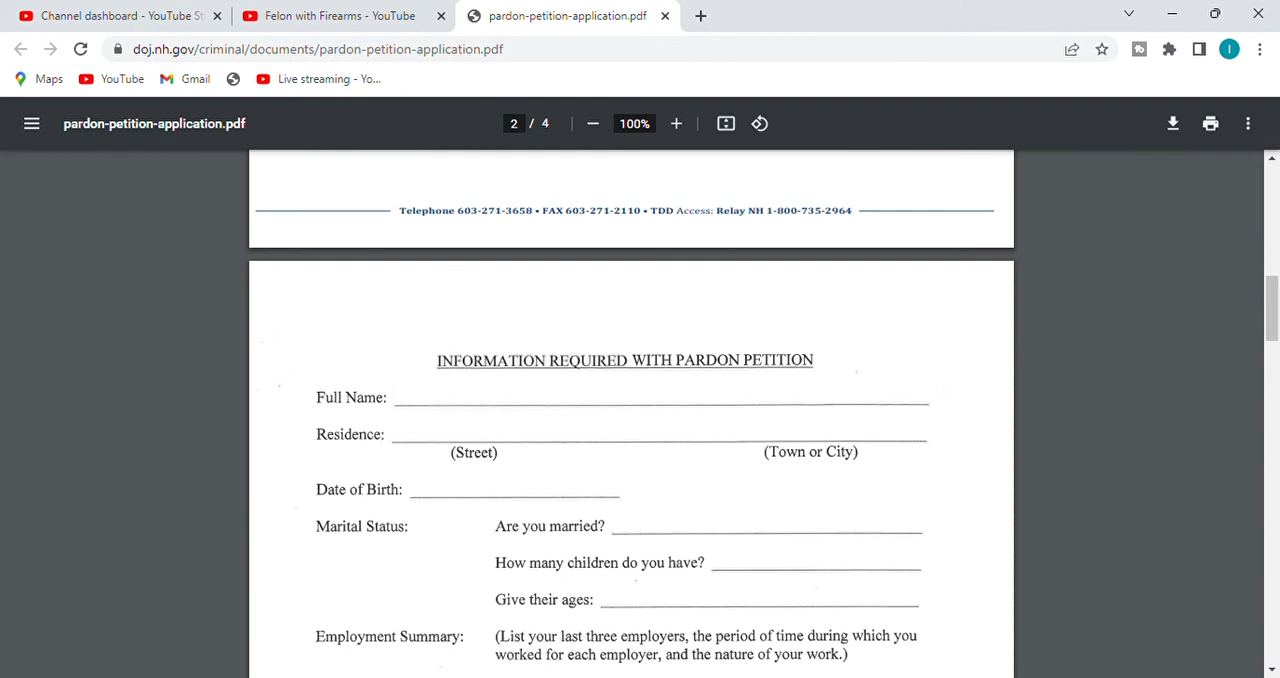 Channel dashboard - YouTube St
Felon with Firearms - YouTube
pardon-petition-application.pdf
doj.nh.gov/criminal/documents/pardon-petition-application.pdf
I
Maps YouTube Gmail Live streaming - Yo...
pardon-petition-application.pdf 2 / 4 100%
Telephone 603-271-3658 • FAX 603-271-2110 • TDD Access: Relay NH 1-800-735-2964
INFORMATION REQUIRED WITH PARDON PETITION
Full Name:
Residence:
(Street) (Town or City)
Date of Birth:
Marital Status: Are you married?
How many children do you have?
Give their ages:
Employment Summary: (List your last three employers, the period of time during which you
worked for each employer, and the nature of your work.)